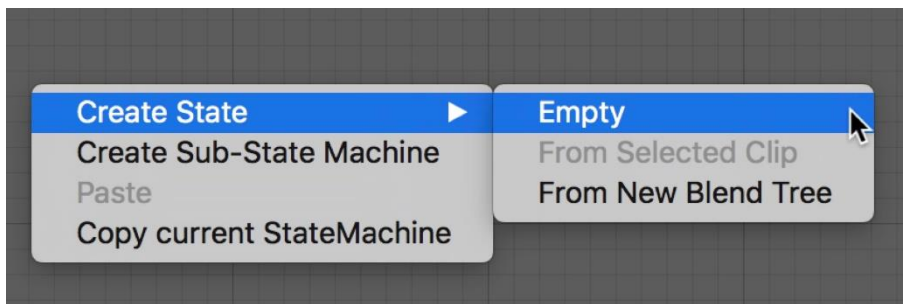 Create State
Create Sub-State Machine
Paste
Copy current StateMachine
Empty
From Selected Clip
From New Blend Tree